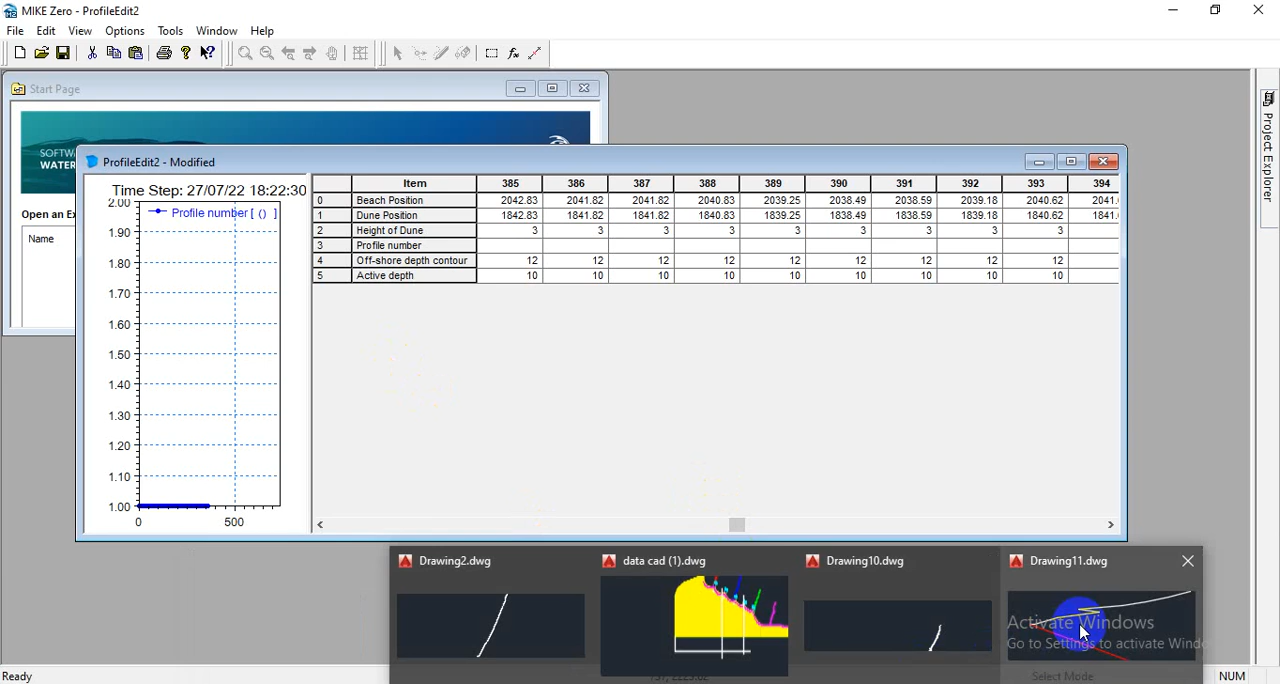 MIKE Zero - ProfileEdit2
File Edit View Options Tools Window Help
Start Page
SOFTW
WATER
Open an Ex
Name
ProfileEdit2 - Modified
Time Step: 27/07/22 18:22:30
Profile number [ () ]
2.00
1.90
1.80
1.70
1.60
1.50
1.40
1.30
1.20
1.10
1.00
0 500
Item 385 386 387 388 389 390 391 392 393 394
0 Beach Position 2042.83 2041.82 2041.82 2040.83 2039.25 2038.49 2038.59 2039.18 2040.62 2041.
1 Dune Position 1842.83 1841.82 1841.82 1840.83 1839.25 1838.49 1838.59 1839.18 1840.62 1841.
2 Height of Dune 3 3 3 3 3 3 3 3 3
3 Profile number
4 Off-shore depth contour 12 12 12 12 12 12 12 12 12
5 Active depth 10 10 10 10 10 10 10 10 10
Project Explorer
Drawing2.dwg data cad (1).dwg Drawing10.dwg Drawing11.dwg
Activate Windows
Go to Settings to activate Windo
Ready Select Mode NUM